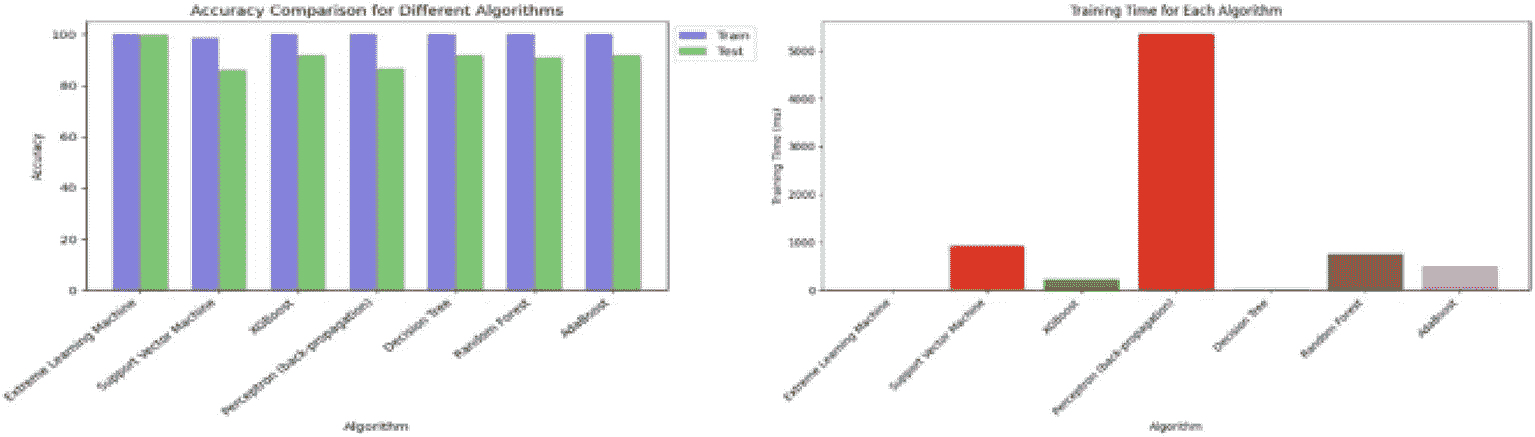 Accuracy Comparison for Different Algorithms
Train
Test
100
80
60
40
20
0
Accuracy
Extreme Learning Machine
Support Vector Machine
XGBoost
Perceptron (back-propagation)
Decision Tree
Random Forest
AdaBoost
Algorithm
Training Time for Each Algorithm
5000
4000
3000
2000
1000
0
Training Time (ms)
Extreme Learning Machine
Support Vector Machine
XGBoost
Perceptron (back-propagation)
Decision Tree
Random Forest
AdaBoost
Algorithm